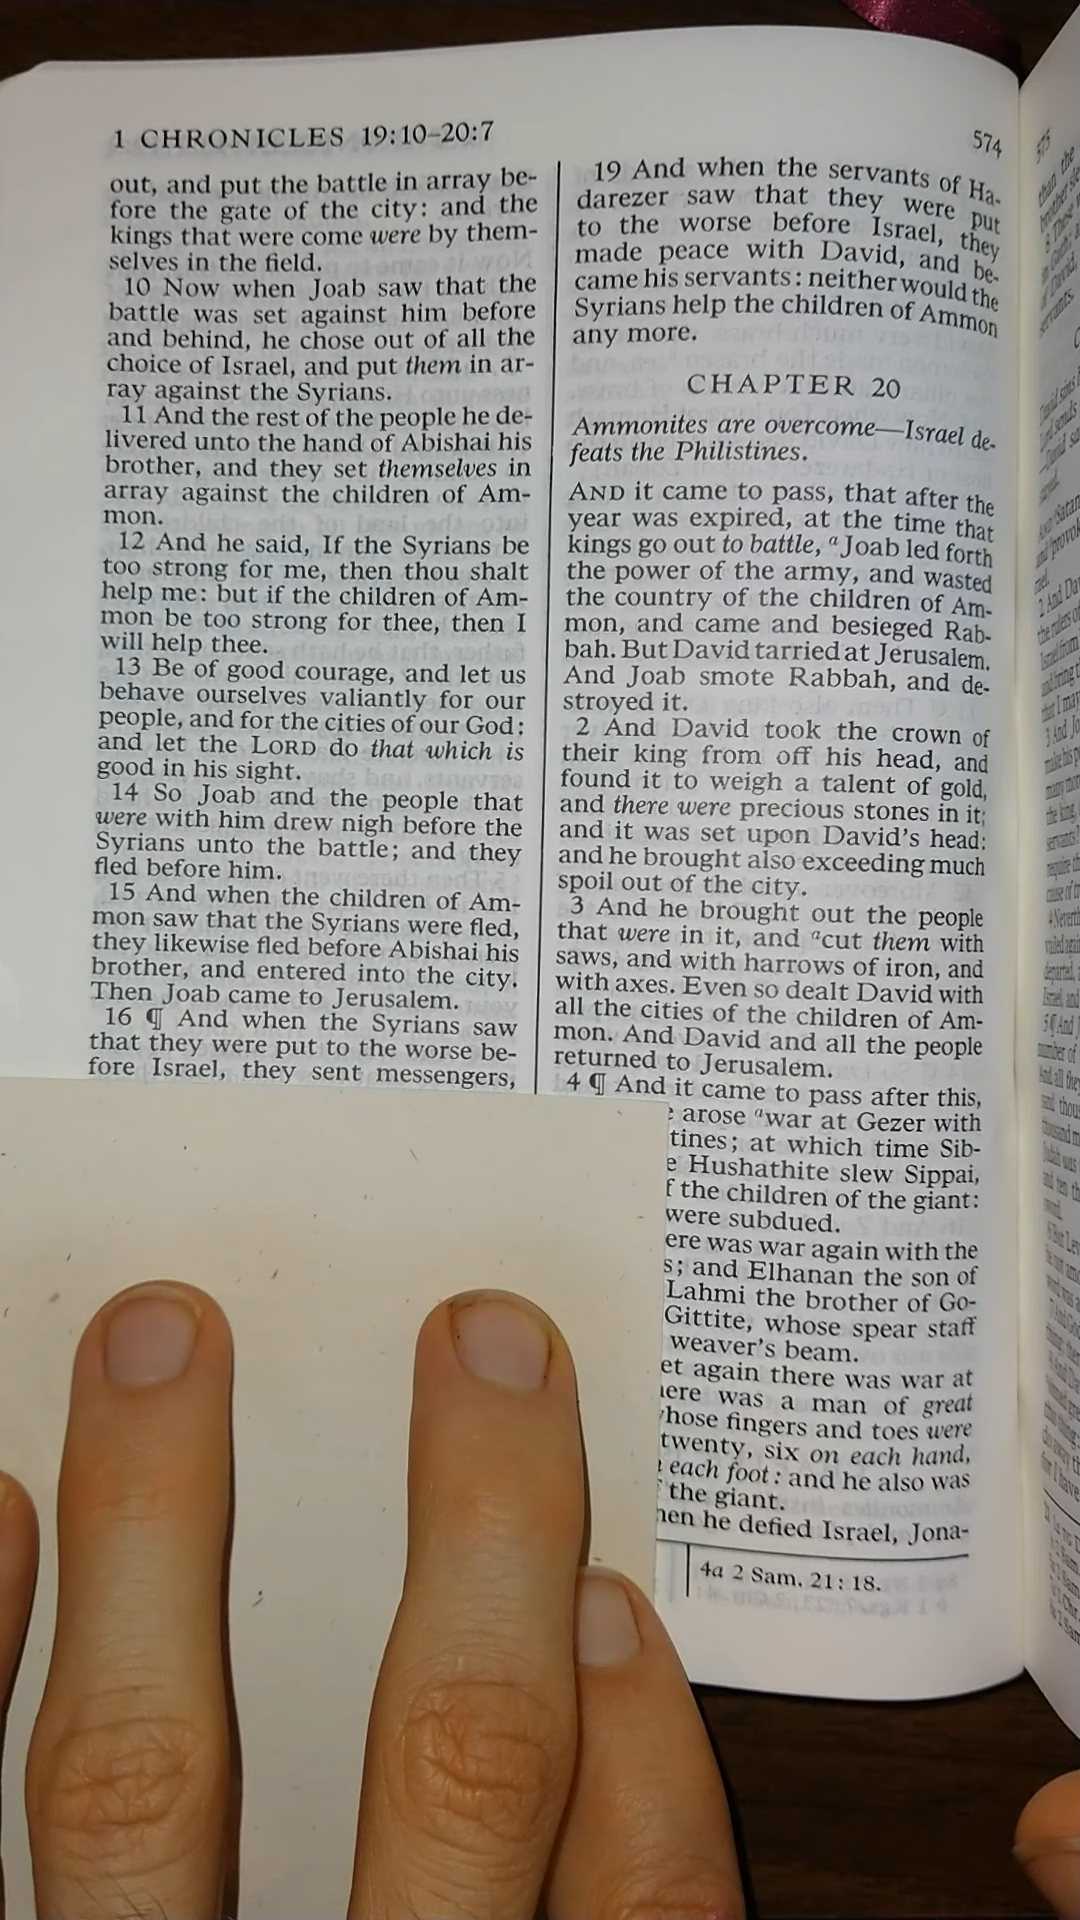 1 CHRONICLES 19:10–20:7
574
out, and put the battle in array be-
fore the gate of the city: and the
kings that were come were by them-
selves in the field.
10 Now when Joab saw that the
battle was set against him before
and behind, he chose out of all the
choice of Israel, and put them in ar-
ray against the Syrians.
11 And the rest of the people he de-
livered unto the hand of Abishai his
brother, and they set themselves in
array against the children of Am-
mon.
12 And he said, If the Syrians be
too strong for me, then thou shalt
help me: but if the children of Am-
mon be too strong for thee, then I
will help thee.
13 Be of good courage, and let us
behave ourselves valiantly for our
people, and for the cities of our God:
and let the LORD do that which is
good in his sight.
14 So Joab and the people that
were with him drew nigh before the
Syrians unto the battle; and they
fled before him.
15 And when the children of Am-
mon saw that the Syrians were fled,
they likewise fled before Abishai his
brother, and entered into the city.
Then Joab came to Jerusalem.
16 ¶ And when the Syrians saw
that they were put to the worse be-
fore Israel, they sent messengers,
19 And when the servants of Ha-
darezer saw that they were put
to the worse before Israel, they
made peace with David, and be-
came his servants: neither would the
Syrians help the children of Ammon
any more.
CHAPTER 20
Ammonites are overcome—Israel de-
feats the Philistines.
AND it came to pass, that after the
year was expired, at the time that
kings go out to battle, a Joab led forth
the power of the army, and wasted
the country of the children of Am-
mon, and came and besieged Rab-
bah. But David tarried at Jerusalem.
And Joab smote Rabbah, and de-
stroyed it.
2 And David took the crown of
their king from off his head, and
found it to weigh a talent of gold,
and there were precious stones in it;
and it was set upon David's head:
and he brought also exceeding much
spoil out of the city.
3 And he brought out the people
that were in it, and a cut them with
saws, and with harrows of iron, and
with axes. Even so dealt David with
all the cities of the children of Am-
mon. And David and all the people
returned to Jerusalem.
4 ¶ And it came to pass after this,
arose a war at Gezer with
tines; at which time Sib-
Hushathite slew Sippai,
the children of the giant:
were subdued.
ere was war again with the
s; and Elhanan the son of
Lahmi the brother of Go-
Gittite, whose spear staff
weaver's beam.
et again there was war at
was a man of great
hose fingers and toes were
twenty, six on each hand,
each foot: and he also was
the giant.
hen he defied Israel, Jona-
4a 2 Sam. 21: 18.